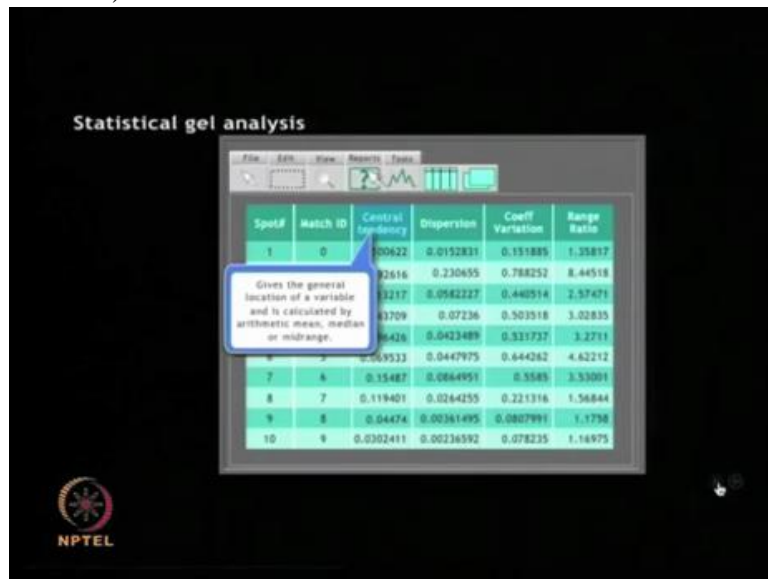 Statistical gel analysis
File Edit View Reports Tools
Spot# Match ID Central tendency Dispersion Coeff Variation Range Ratio
1 0 00622 0.0152831 0.151885 1.35817
92616 0.230655 0.788252 8.44518
3217 0.0582227 0.440514 2.57471
3709 0.07236 0.503518 3.02835
6426 0.0423489 0.531737 3.2711
0.069533 0.0447975 0.644262 4.62212
7 6 0.15487 0.0864951 0.5585 3.53001
8 7 0.119401 0.0264255 0.221316 1.56844
9 8 0.04474 0.00361495 0.0807991 1.1758
10 9 0.0302411 0.00236592 0.078235 1.16975
Gives the general
location of a variable
and is calculated by
arithmetic mean, median
or midrange.
NPTEL